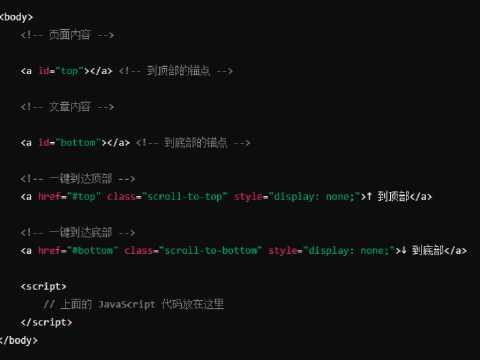 <body>
<!-- 页面内容 -->
<a id="top"></a> <!-- 到顶部的锚点 -->
<!-- 文章内容 -->
<a id="bottom"></a> <!-- 到底部的锚点 -->
<!-- 一键到达顶部 -->
<a href="#top" class="scroll-to-top" style="display: none;">↑ 到顶部</a>
<!-- 一键到达底部 -->
<a href="#bottom" class="scroll-to-bottom" style="display: none;">↓ 到底部</a>
<script>
// 上面的 JavaScript 代码放在这里
</script>
</body>